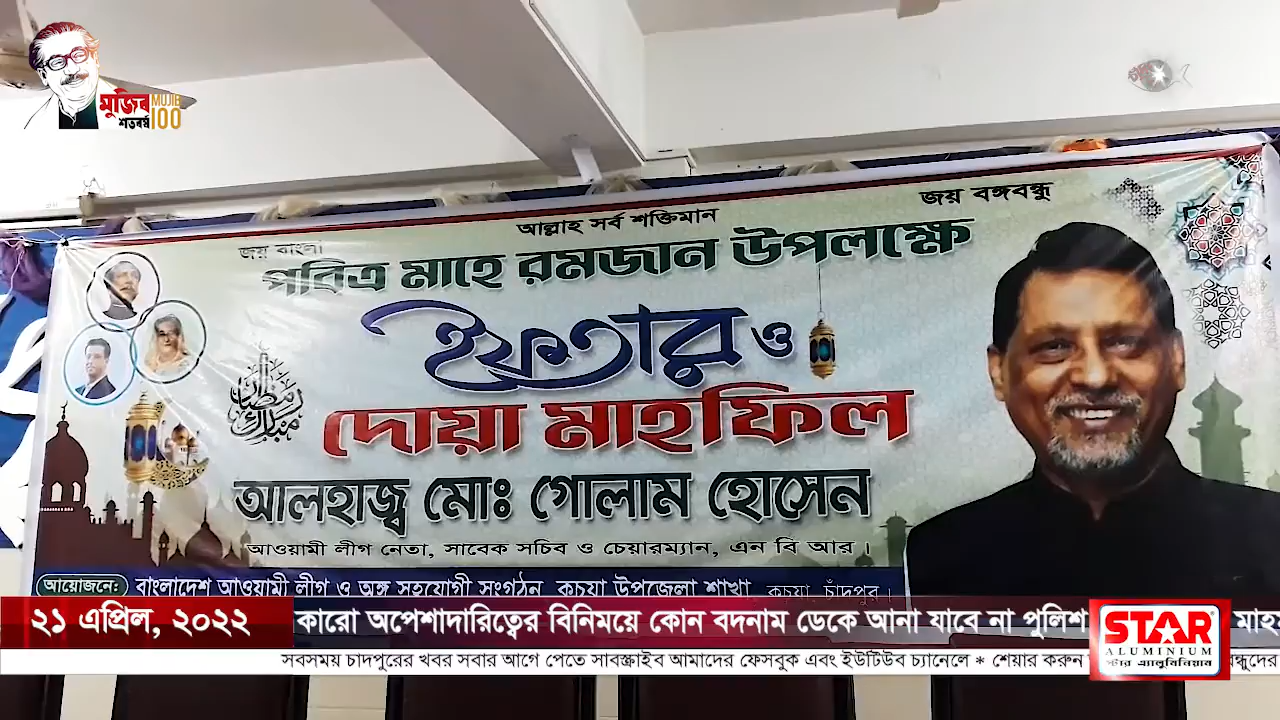 মুজিব MUJIB
শতবর্ষ 100
জয় বাংলা
আল্লাহ সর্ব শক্তিমান
জয় বঙ্গবন্ধু
পবিত্র মাহে রমজান উপলক্ষে
ইফতার ও
দোয়া মাহফিল
আলহাজ্ব মোঃ গোলাম হোসেন
আওয়ামী লীগ নেতা, সাবেক সচিব ও চেয়ারম্যান, এন বি আর।
আয়োজনে: বাংলাদেশ আওয়ামী লীগ ও অঙ্গ সহযোগী সংগঠন, কচুয়া উপজেলা শাখা, কচুয়া, চাঁদপুর।
২১ এপ্রিল, ২০২২
কারো অপেশাদারিত্বের বিনিময়ে কোন বদনাম ডেকে আনা যাবে না পুলিশ
STAR
ALUMINIUM
স্টার এ্যালুমিনিয়াম
সবসময় চাদপুরের খবর সবার আগে পেতে সাবস্ক্রাইব আমাদের ফেসবুক এবং ইউটিউব চ্যানেলে * শেয়ার করুন